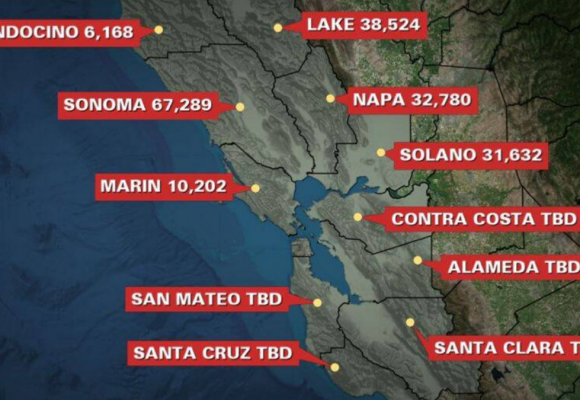 NDOCINO 6,168
LAKE 38,524
SONOMA 67,289
NAPA 32,780
SOLANO 31,632
MARIN 10,202
CONTRA COSTA TBD
ALAMEDA TBD
SAN MATEO TBD
SANTA CLARA T
SANTA CRUZ TBD